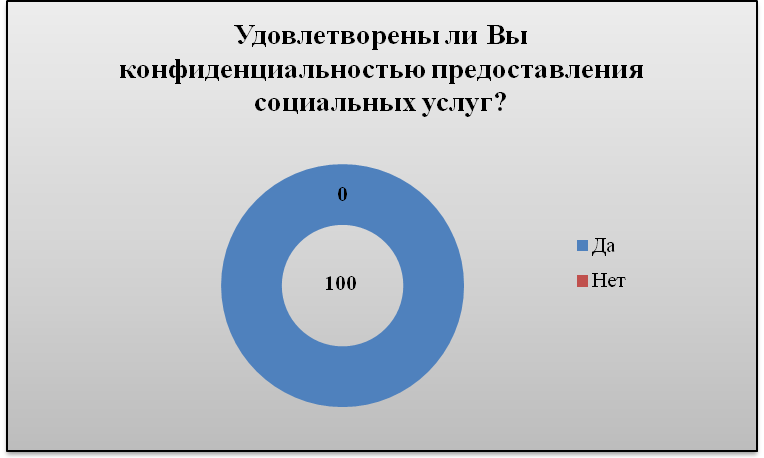 Удовлетворены ли Вы
конфиденциальностью предоставления
социальных услуг?
0
100
Да
Нет